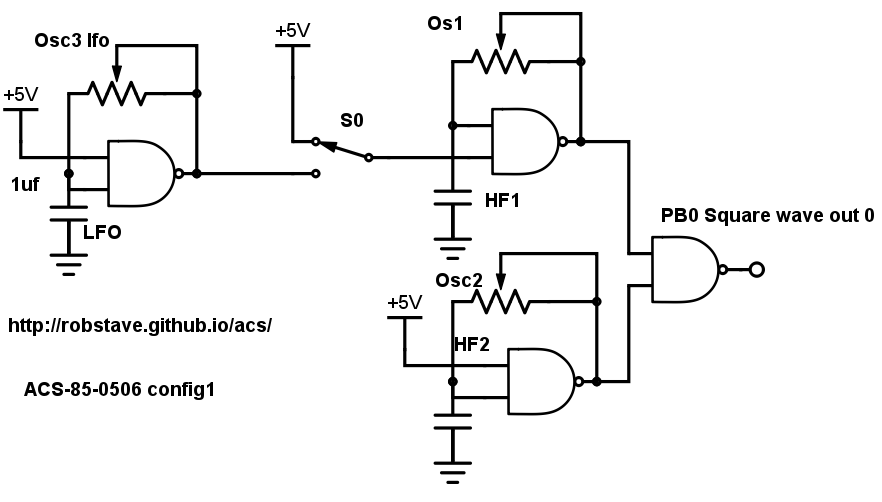 +5V
Os1
Osc3 lfo
+5V
S0
1uf
HF1
LFO
PB0 Square wave out 0
Osc2
+5V
http://robstave.github.io/acs/
HF2
ACS-85-0506 config1